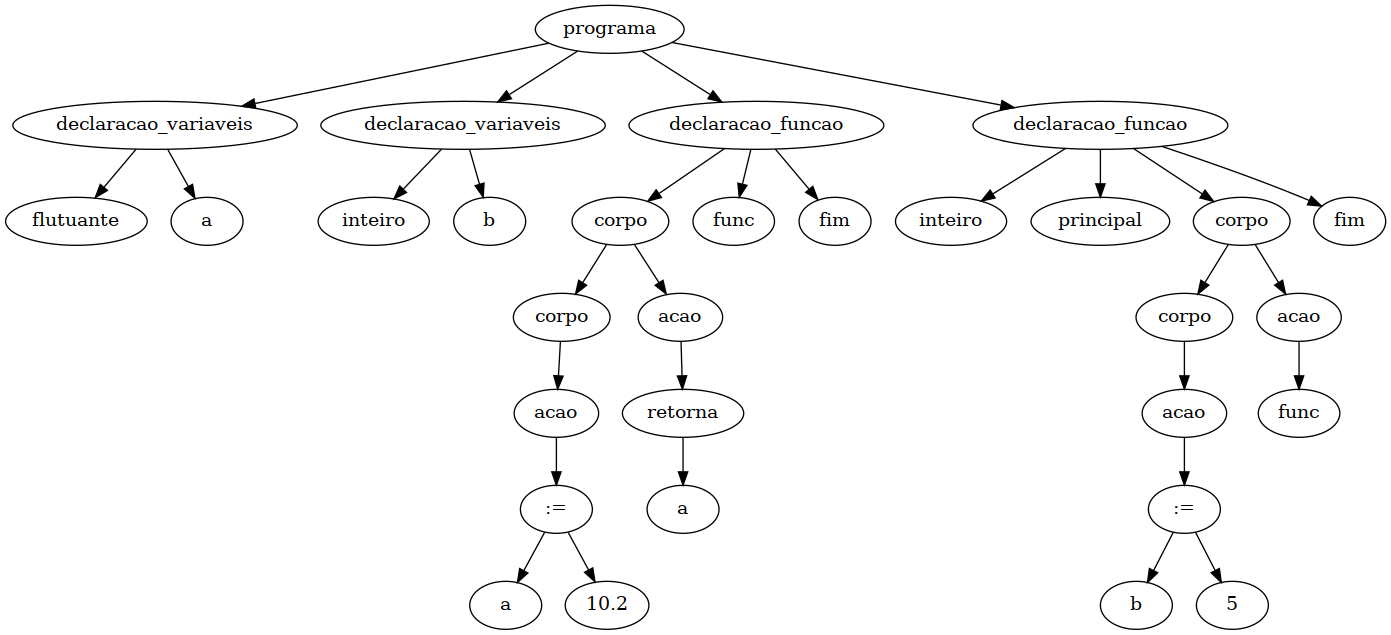 programa
declaracao_variaveis declaracao_variaveis declaracao_funcao declaracao_funcao
flutuante a inteiro b corpo func fim inteiro principal corpo fim
corpo acao corpo acao
acao retorna acao func
:= a :=
a 10.2 b 5